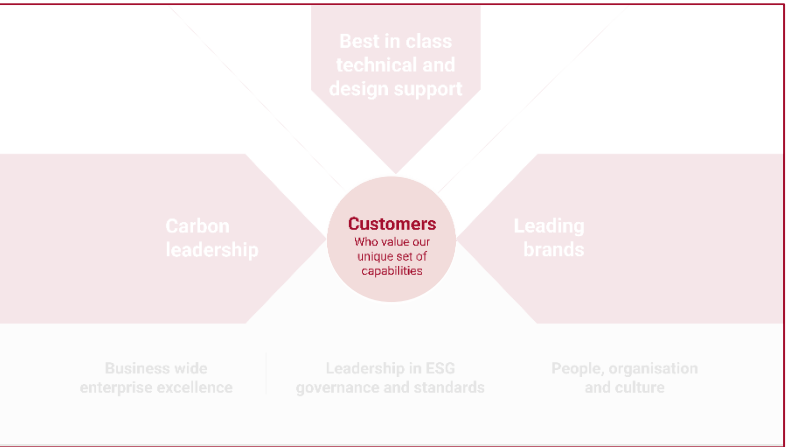 Best in class
technical and
design support
Carbon
leadership
Customers
Who value our
unique set of
capabilities
Leading
brands
Business wide
enterprise excellence
Leadership in ESG
governance and standards
People, organisation
and culture